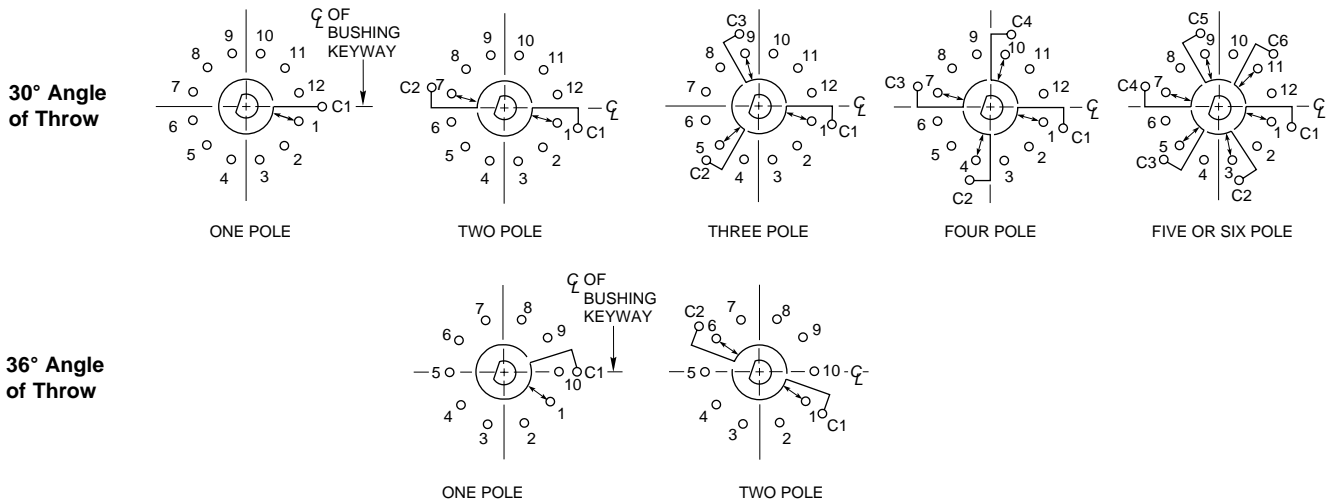 30° Angle
of Throw
℄ OF
BUSHING
KEYWAY
9 10
8 11
7 12
C1
6 1
5 2
4 3
ONE POLE
9 10
8 11
C2 7 12
℄
6 1 C1
5 2
4 3
TWO POLE
C3
9 10
8 11
7 12
℄
6 1 C1
5 2
C2 4 3
THREE POLE
C4
9 10
8 11
C3 7 12
6 1 C1
5 2
4 3
C2
FOUR POLE
C5
9 10 C6
8 11
C4 7 12
℄
6 1 C1
5 2
C3 4 3
C2
FIVE OR SIX POLE
36° Angle
of Throw
℄ OF
BUSHING
KEYWAY
7 8
6 9
5 10 C1
4 1
3 2
ONE POLE
7 8
C2 6 9
5 10 ℄
4 1 C1
3 2
TWO POLE